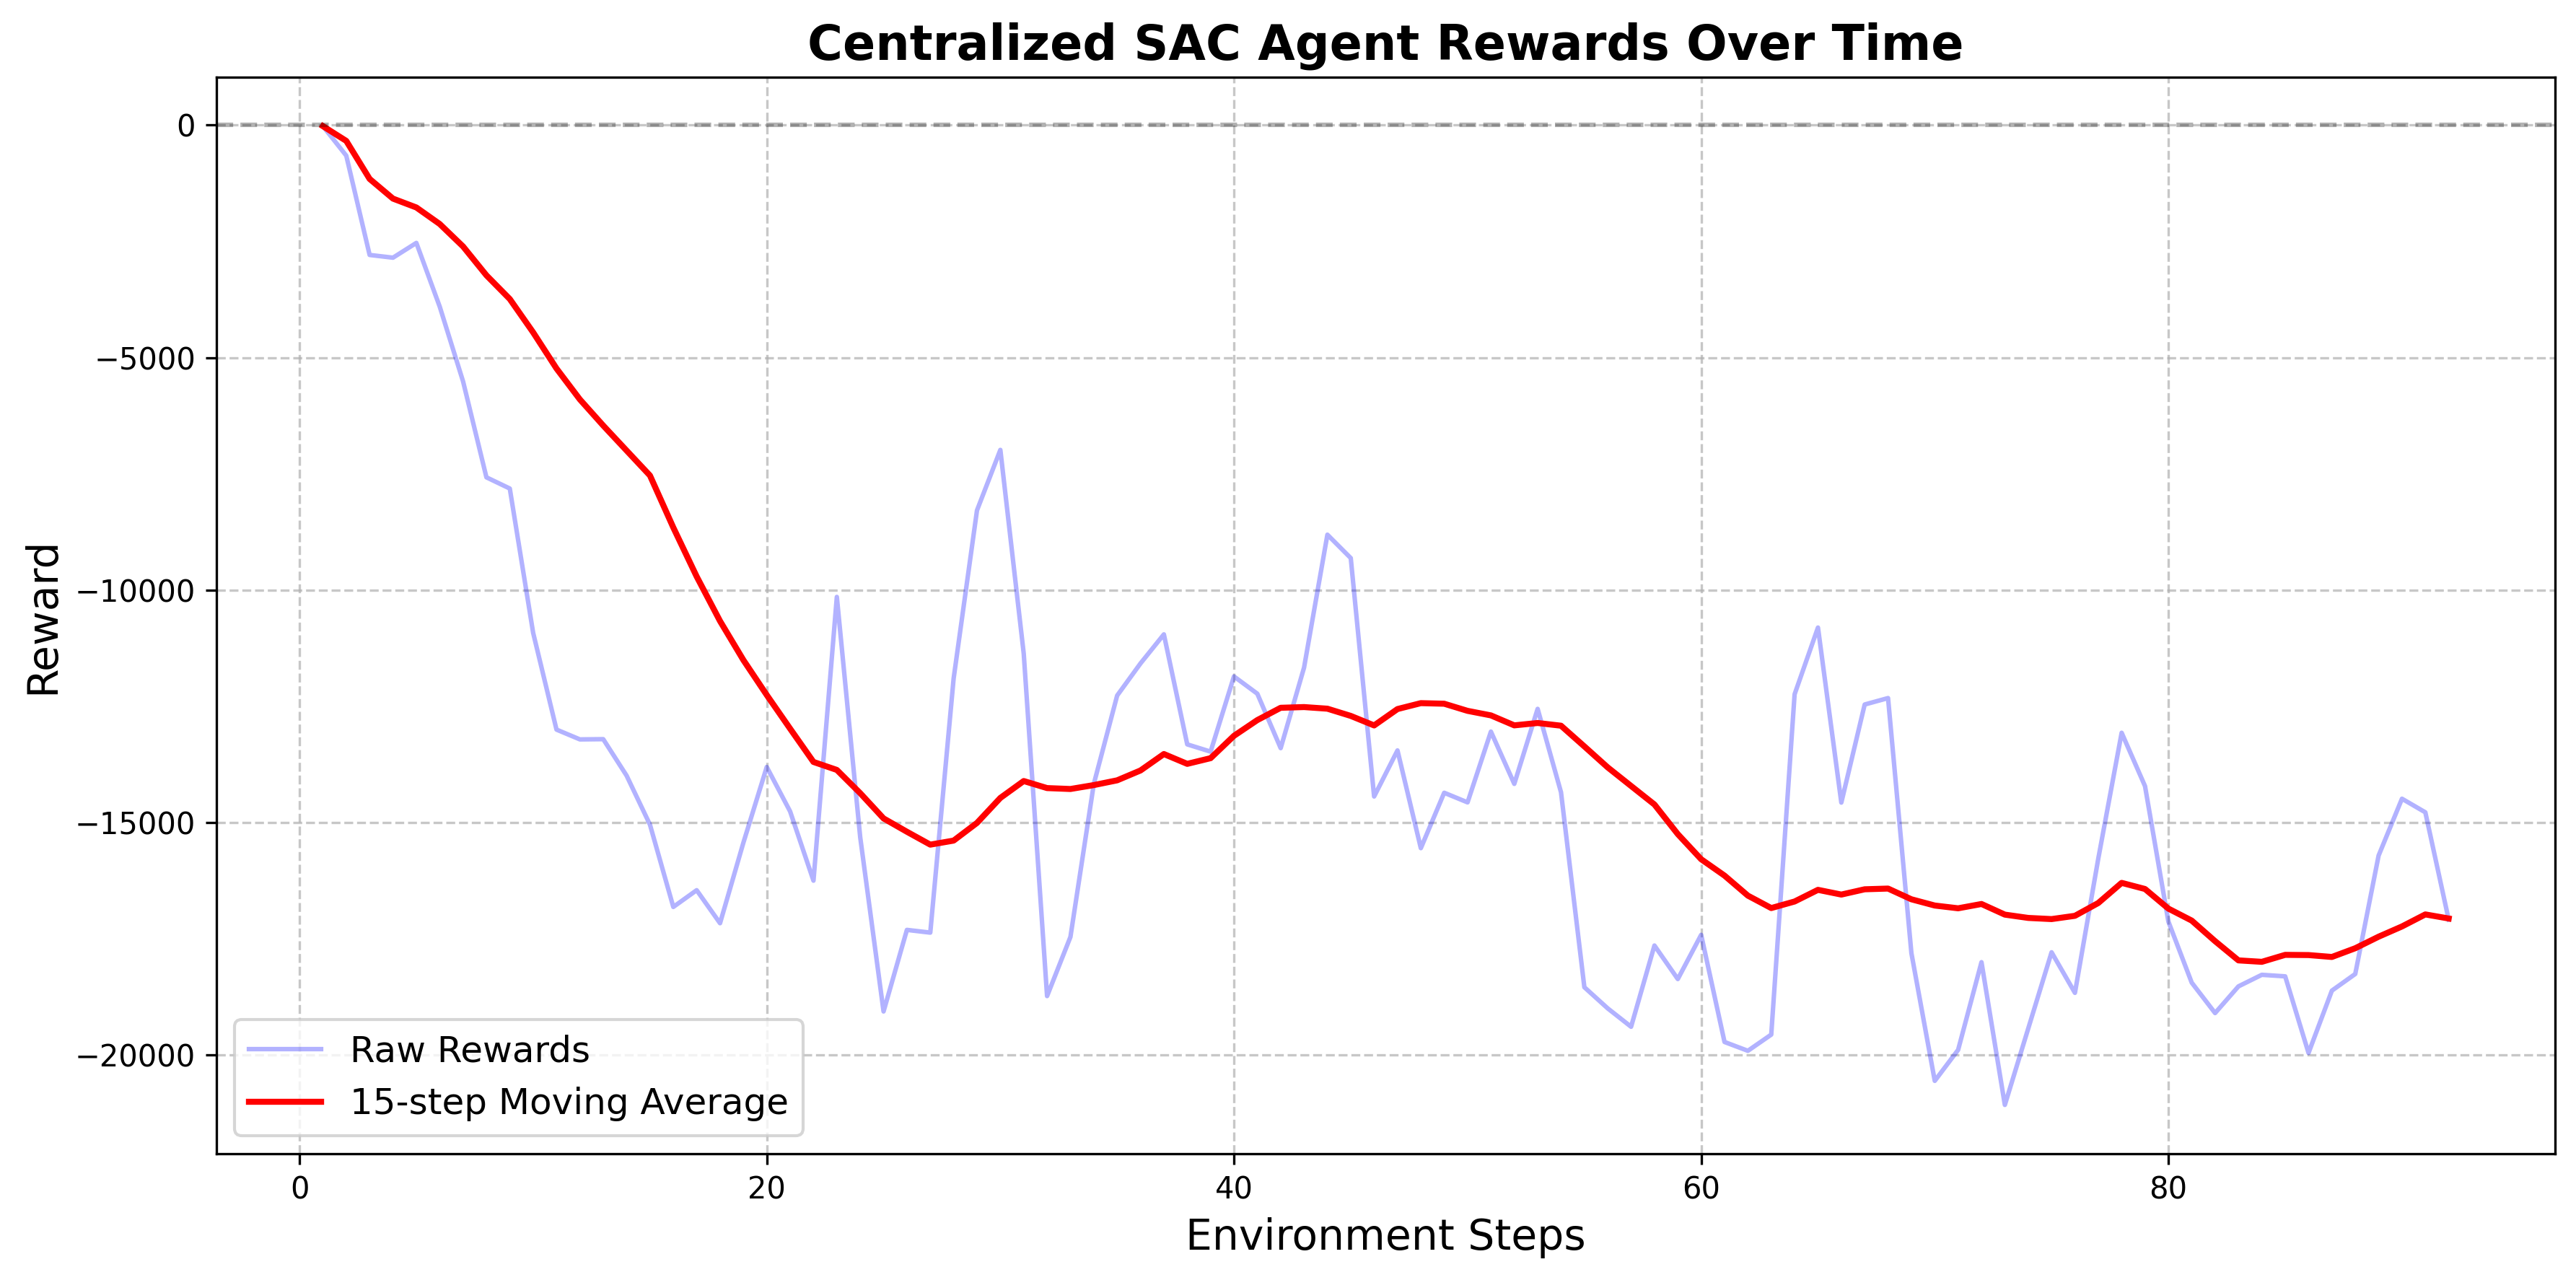 Centralized SAC Agent Rewards Over Time
Reward
0
−5000
−10000
−15000
−20000
Raw Rewards
15-step Moving Average
0 20 40 60 80
Environment Steps